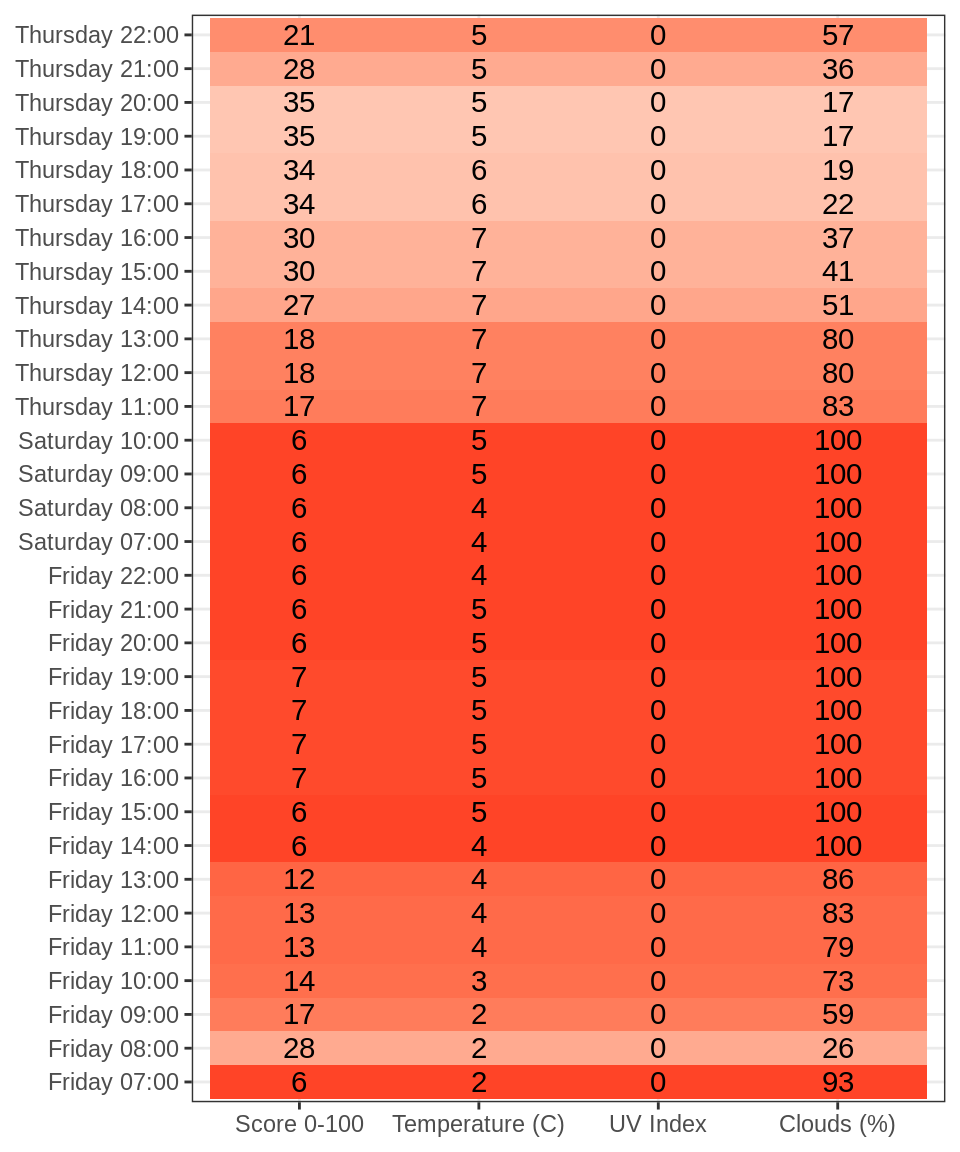 Thursday 22:00 21 5 0 57
Thursday 21:00 28 5 0 36
Thursday 20:00 35 5 0 17
Thursday 19:00 35 5 0 17
Thursday 18:00 34 6 0 19
Thursday 17:00 34 6 0 22
Thursday 16:00 30 7 0 37
Thursday 15:00 30 7 0 41
Thursday 14:00 27 7 0 51
Thursday 13:00 18 7 0 80
Thursday 12:00 18 7 0 80
Thursday 11:00 17 7 0 83
Saturday 10:00 6 5 0 100
Saturday 09:00 6 5 0 100
Saturday 08:00 6 4 0 100
Saturday 07:00 6 4 0 100
Friday 22:00 6 4 0 100
Friday 21:00 6 5 0 100
Friday 20:00 6 5 0 100
Friday 19:00 7 5 0 100
Friday 18:00 7 5 0 100
Friday 17:00 7 5 0 100
Friday 16:00 7 5 0 100
Friday 15:00 6 5 0 100
Friday 14:00 6 4 0 100
Friday 13:00 12 4 0 86
Friday 12:00 13 4 0 83
Friday 11:00 13 4 0 79
Friday 10:00 14 3 0 73
Friday 09:00 17 2 0 59
Friday 08:00 28 2 0 26
Friday 07:00 6 2 0 93
Score 0-100 Temperature (C) UV Index Clouds (%)